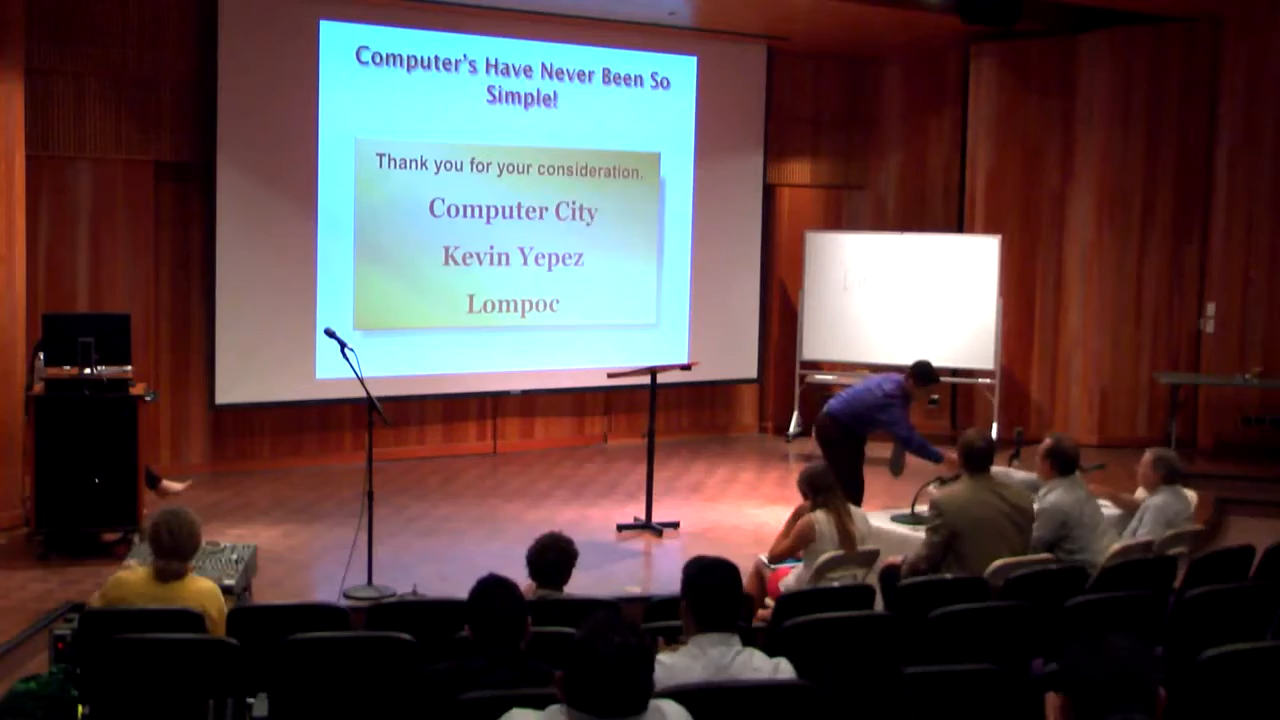 Computer's Have Never Been So
Simple!
Thank you for your consideration.
Computer City
Kevin Yepez
Lompoc